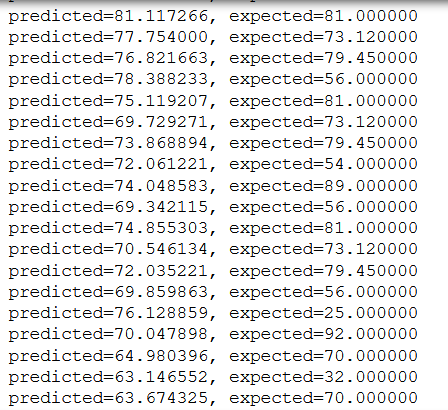 predicted=81.117266, expected=81.000000
predicted=77.754000, expected=73.120000
predicted=76.821663, expected=79.450000
predicted=78.388233, expected=56.000000
predicted=75.119207, expected=81.000000
predicted=69.729271, expected=73.120000
predicted=73.868894, expected=79.450000
predicted=72.061221, expected=54.000000
predicted=74.048583, expected=89.000000
predicted=69.342115, expected=56.000000
predicted=74.855303, expected=81.000000
predicted=70.546134, expected=73.120000
predicted=72.035221, expected=79.450000
predicted=69.859863, expected=56.000000
predicted=76.128859, expected=25.000000
predicted=70.047898, expected=92.000000
predicted=64.980396, expected=70.000000
predicted=63.146552, expected=32.000000
predicted=63.674325, expected=70.000000